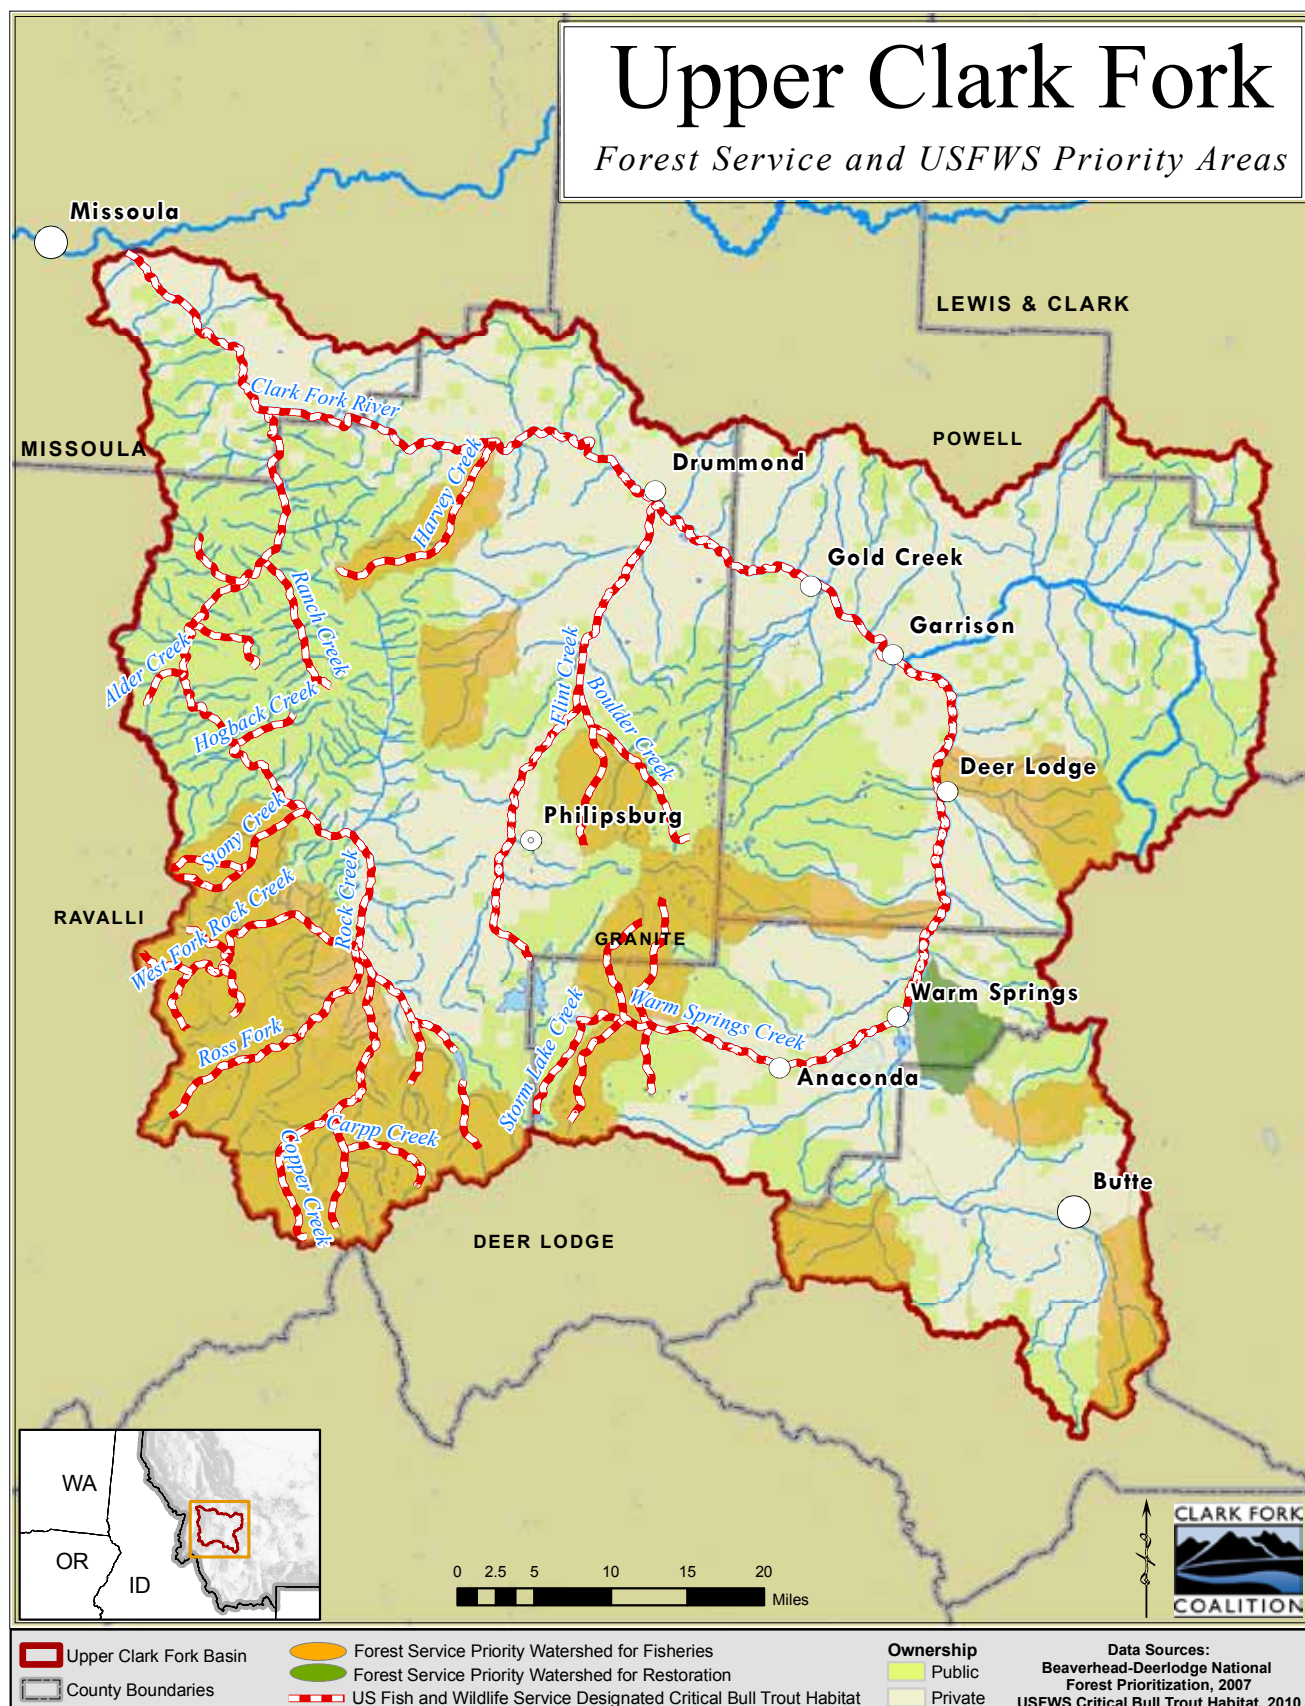 Upper Clark Fork
Forest Service and USFWS Priority Areas
Missoula
LEWIS & CLARK
Clark Fork River
POWELL
MISSOULA
Drummond
Harvey Creek
Gold Creek
Ranch Creek
Garrison
Alder Creek
Flint Creek
Boulder Creek
Hogback Creek
Deer Lodge
Stony Creek
Philipsburg
Rock Creek
West Fork Rock Creek
RAVALLI
GRANITE
Warm Springs
Warm Springs Creek
Ross Fork
Storm Lake Creek
Anaconda
Carpp Creek
Copper Creek
Butte
DEER LODGE
WA
OR
ID
0 2.5 5 10 15 20
Miles
CLARK FORK
COALITION
Upper Clark Fork Basin
County Boundaries
Forest Service Priority Watershed for Fisheries
Forest Service Priority Watershed for Restoration
US Fish and Wildlife Service Designated Critical Bull Trout Habitat
Ownership
Public
Private
Data Sources:
Beaverhead-Deerlodge National
Forest Prioritization, 2007
USFWS Critical Bull Trout Habitat, 2010